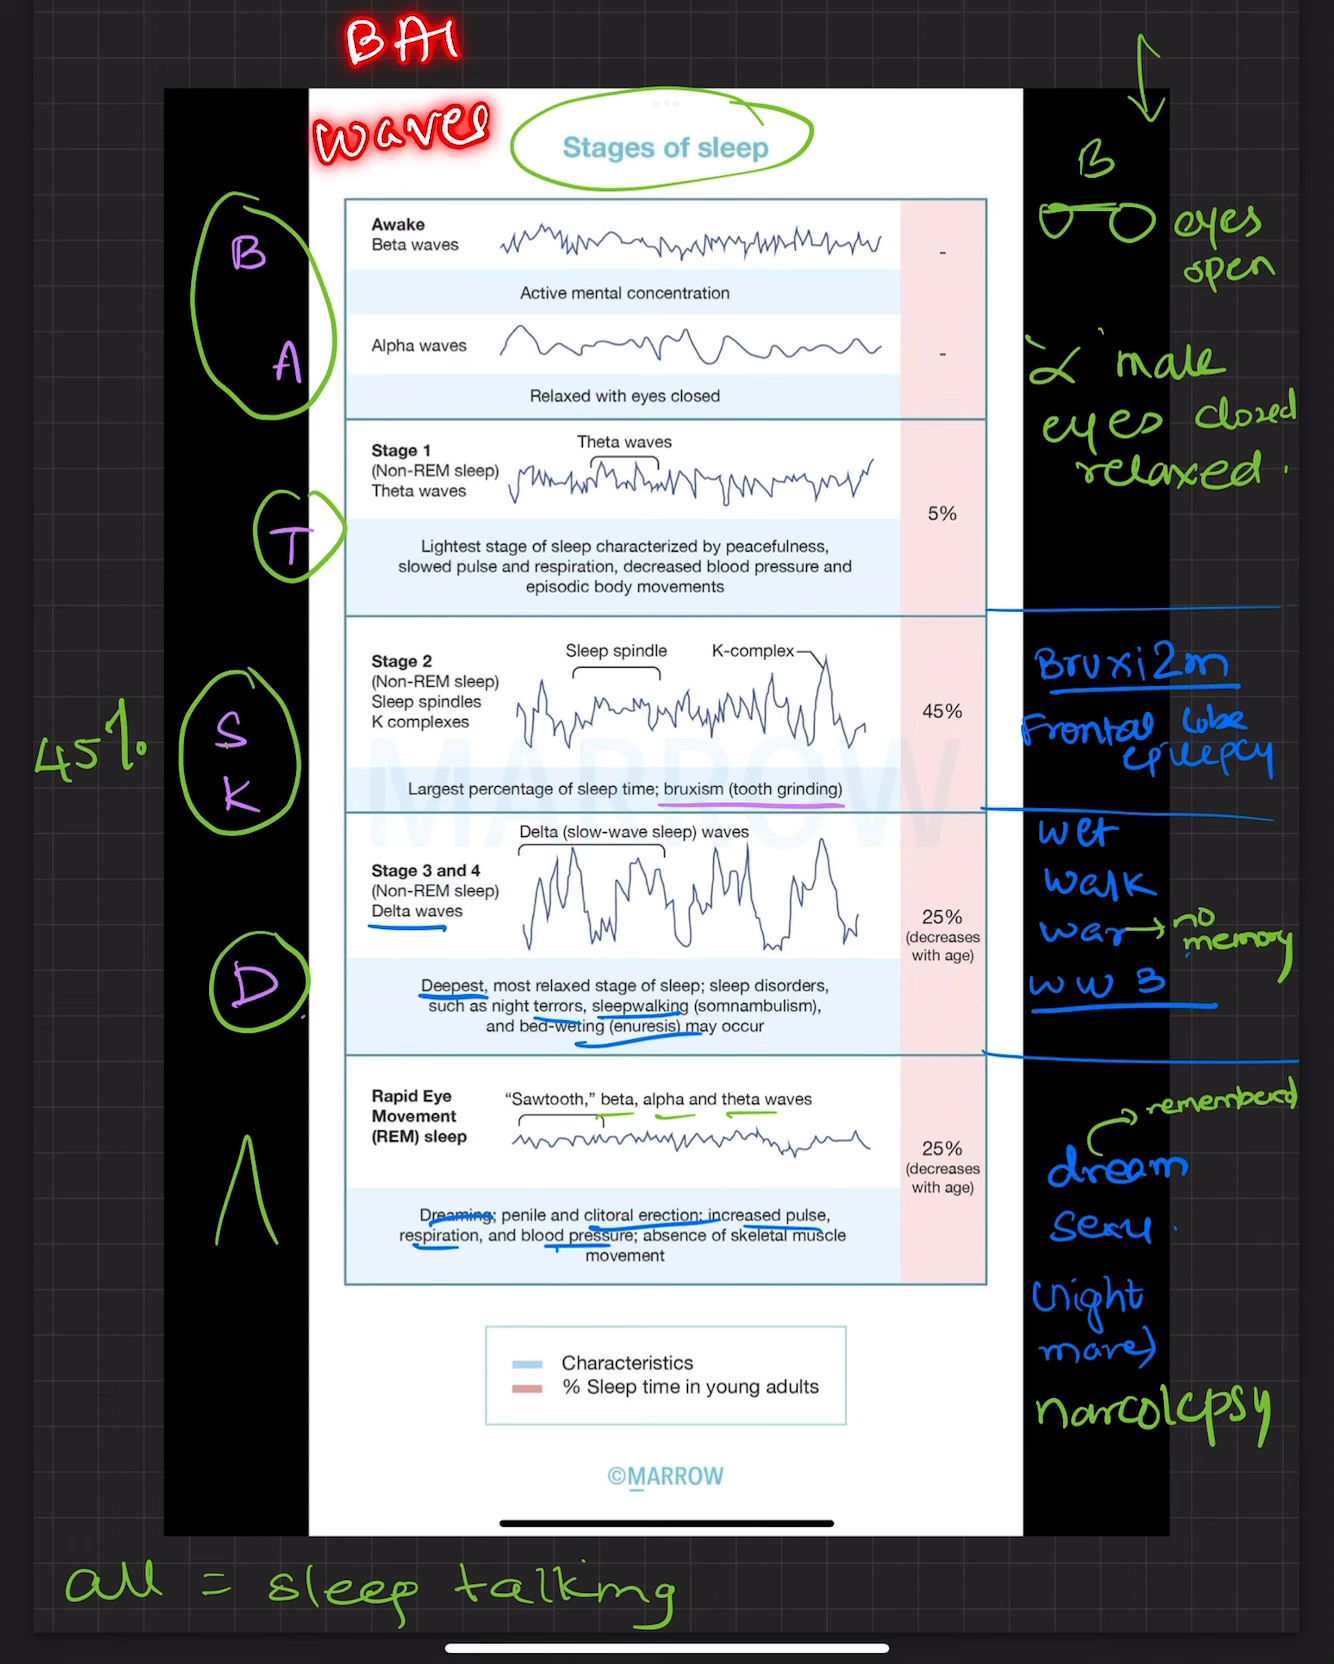 BAI
waves
Stages of sleep
B
eyes
open
B
A
Awake
Beta waves
-
Active mental concentration
Alpha waves
-
Relaxed with eyes closed
'α' male
eyes closed
relaxed.
T
Stage 1
(Non-REM sleep)
Theta waves
Theta waves
5%
Lightest stage of sleep characterized by peacefulness,
slowed pulse and respiration, decreased blood pressure and
episodic body movements
45%
S
K
Stage 2
(Non-REM sleep)
Sleep spindles
K complexes
Sleep spindle
K-complex
45%
Largest percentage of sleep time; bruxism (tooth grinding)
MARROW
Bruxi2m
Frontal lobe
epilepsy
D
Stage 3 and 4
(Non-REM sleep)
Delta waves
Delta (slow-wave sleep) waves
25%
(decreases
with age)
Deepest, most relaxed stage of sleep; sleep disorders,
such as night terrors, sleepwalking (somnambulism),
and bed-weting (enuresis) may occur
wet
walk
war → no
memory
WW 3
Rapid Eye
Movement
(REM) sleep
"Sawtooth," beta, alpha and theta waves
25%
(decreases
with age)
Dreaming; penile and clitoral erection; increased pulse,
respiration, and blood pressure; absence of skeletal muscle
movement
rememberd
dream
sexy.
(night
mare)
narcolepsy
Characteristics
% Sleep time in young adults
©MARROW
all = sleep talking